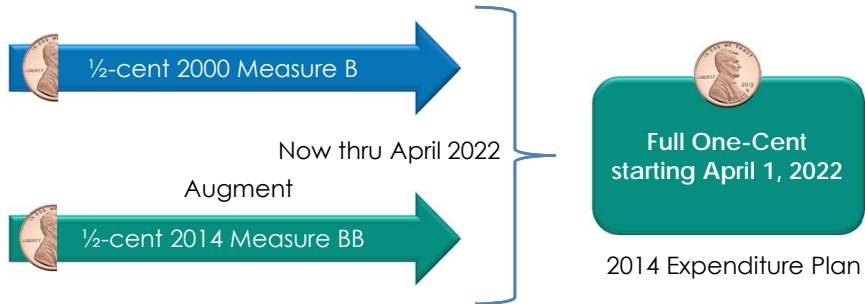 ½-cent 2000 Measure B
Now thru April 2022
Augment
½-cent 2014 Measure BB
Full One-Cent
starting April 1, 2022
2014 Expenditure Plan